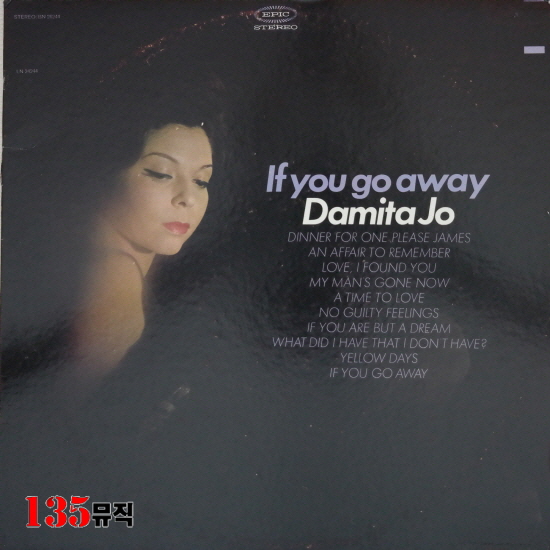 EPIC
STEREO
If you go away
Damita Jo
DINNER FOR ONE, PLEASE JAMES
AN AFFAIR TO REMEMBER
LOVE, I FOUND YOU
MY MAN'S GONE NOW
A TIME TO LOVE
NO GUILTY FEELINGS
IF YOU ARE BUT A DREAM
WHAT DID I HAVE THAT I DON'T HAVE?
YELLOW DAYS
IF YOU GO AWAY
135뮤직